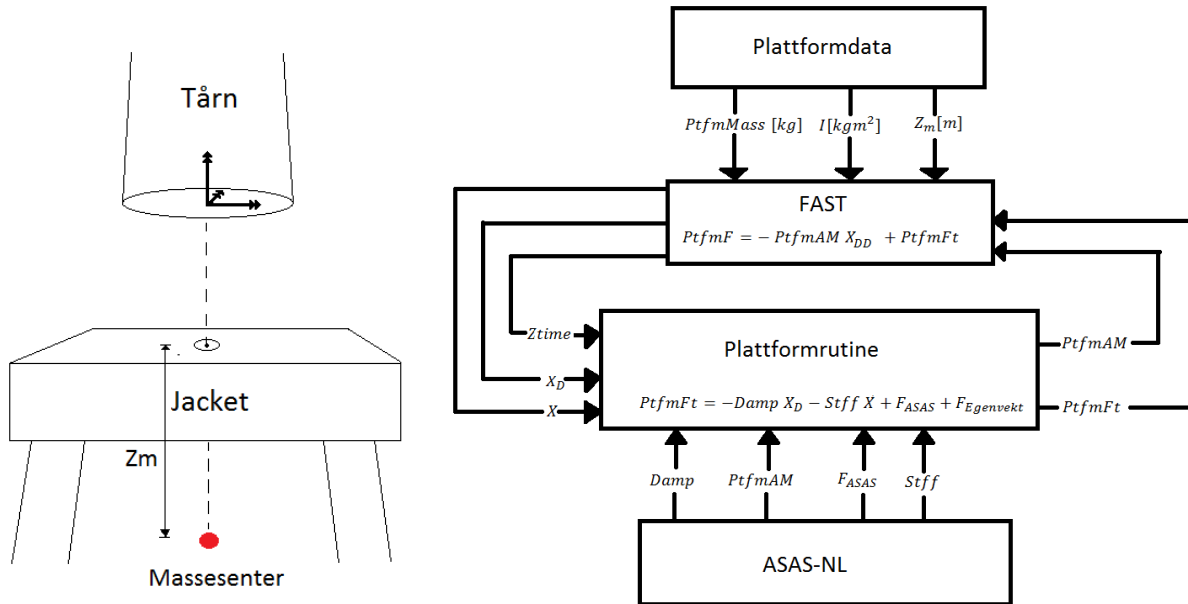 Tårn
Jacket
Zm
Massesenter
Plattformdata
PtfmMass [kg]
I[kgm²]
Z_m[m]
FAST
PtfmF = − PtfmAM X_DD + PtfmFt
Ztime
X_D
X
Plattformrutine
PtfmFt = −Damp X_D − Stff X + F_ASAS + F_Egenvekt
PtfmAM
PtfmFt
Damp
PtfmAM
F_ASAS
Stff
ASAS-NL